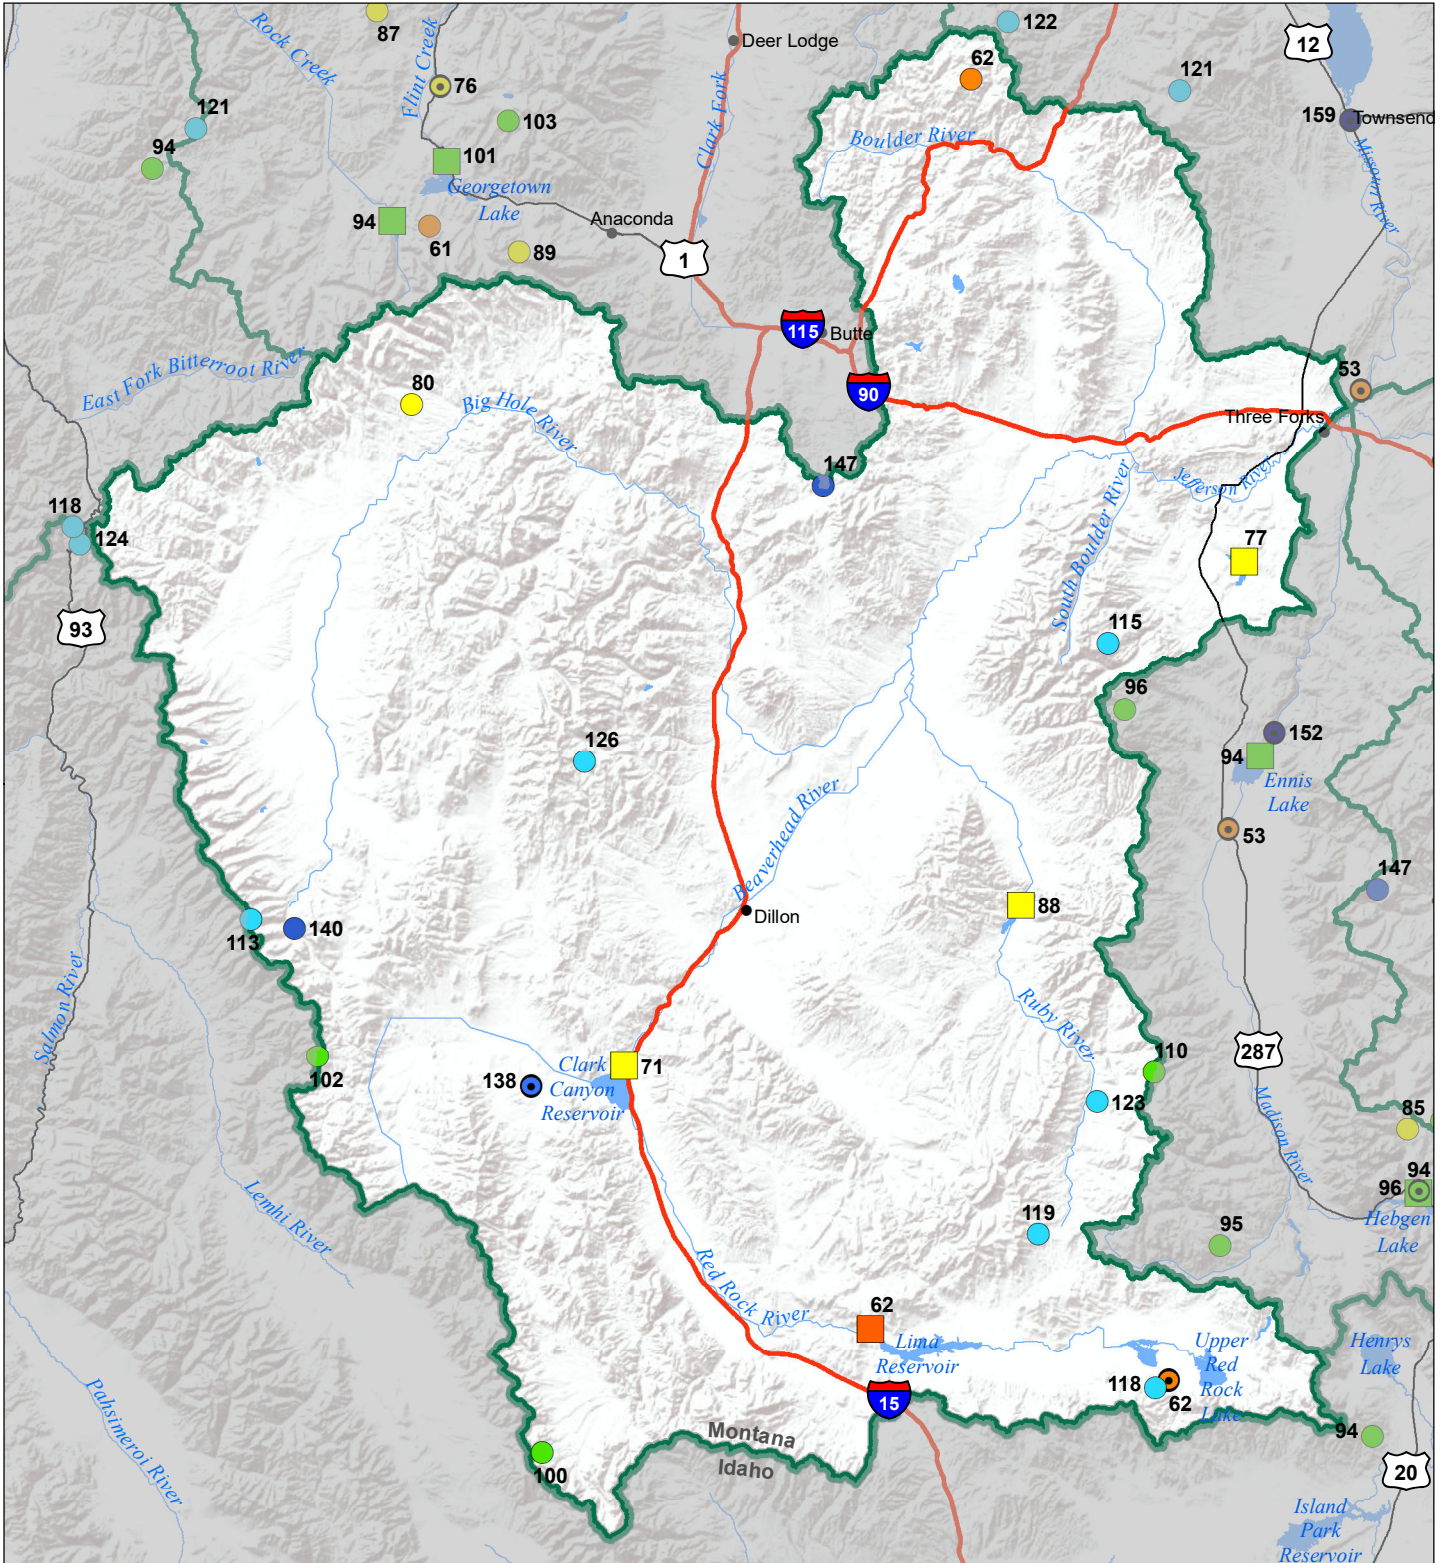 122
87
Rock Creek
Flint Creek
Deer Lodge
12
62
76
121
121
103
159
Townsend
Clark Fork
Boulder River
94
101
Missouri River
Georgetown
Lake
94
Anaconda
61
89
1
115
Butte
East Fork Bitterroot River
53
80
90
Big Hole River
Three Forks
147
Jefferson River
118
South Boulder River
124
77
93
115
96
126
152
94
Ennis
Lake
Beaverhead River
53
147
88
Dillon
113
140
Salmon River
Ruby River
110
287
Clark
71
Canyon
Reservoir
102
138
123
Madison River
85
94
96
Lemhi River
119
95
Hebgen
Lake
Red Rock River
62
Lima
Reservoir
Upper
Red
Rock
Lake
Henrys
Lake
118
62
15
Pahsimeroi River
Montana
Idaho
94
100
20
Island
Park
Reservoir